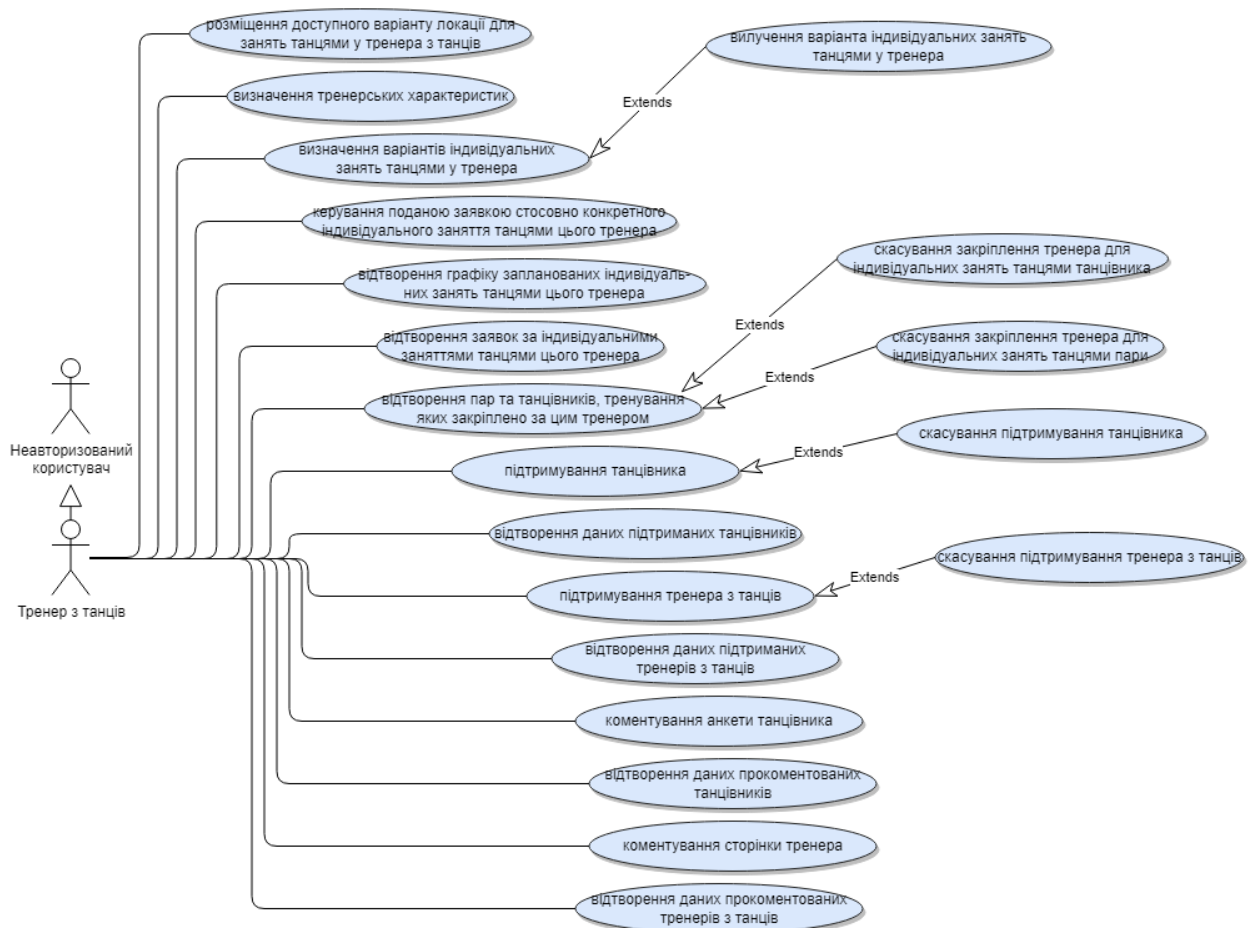 розміщення доступного варіанту локації для
занять танцями у тренера з танців
вилучення варіанта індивідуальних занять
танцями у тренера
Extends
визначення тренерських характеристик
визначення варіантів індивідуальних
занять танцями у тренера
керування поданою заявкою стосовно конкретного
індивідуального заняття танцями цього тренера
скасування закріплення тренера для
індивідуальних занять танцями танцівника
відтворення графіку запланованих індивідуаль-
них занять танцями цього тренера
Extends
відтворення заявок за індивідуальними
заняттями танцями цього тренера
скасування закріплення тренера для
індивідуальних занять танцями пари
Extends
відтворення пар та танцівників, тренування
яких закріплено за цим тренером
скасування підтримування танцівника
Неавторизований
користувач
Extends
підтримування танцівника
відтворення даних підтриманих танцівників
скасування підтримування тренера з танців
Extends
Тренер з танців
підтримування тренера з танців
відтворення даних підтриманих
тренерів з танців
коментування анкети танцівника
відтворення даних прокоментованих
танцівників
коментування сторінки тренера
відтворення даних прокоментованих
тренерів з танців